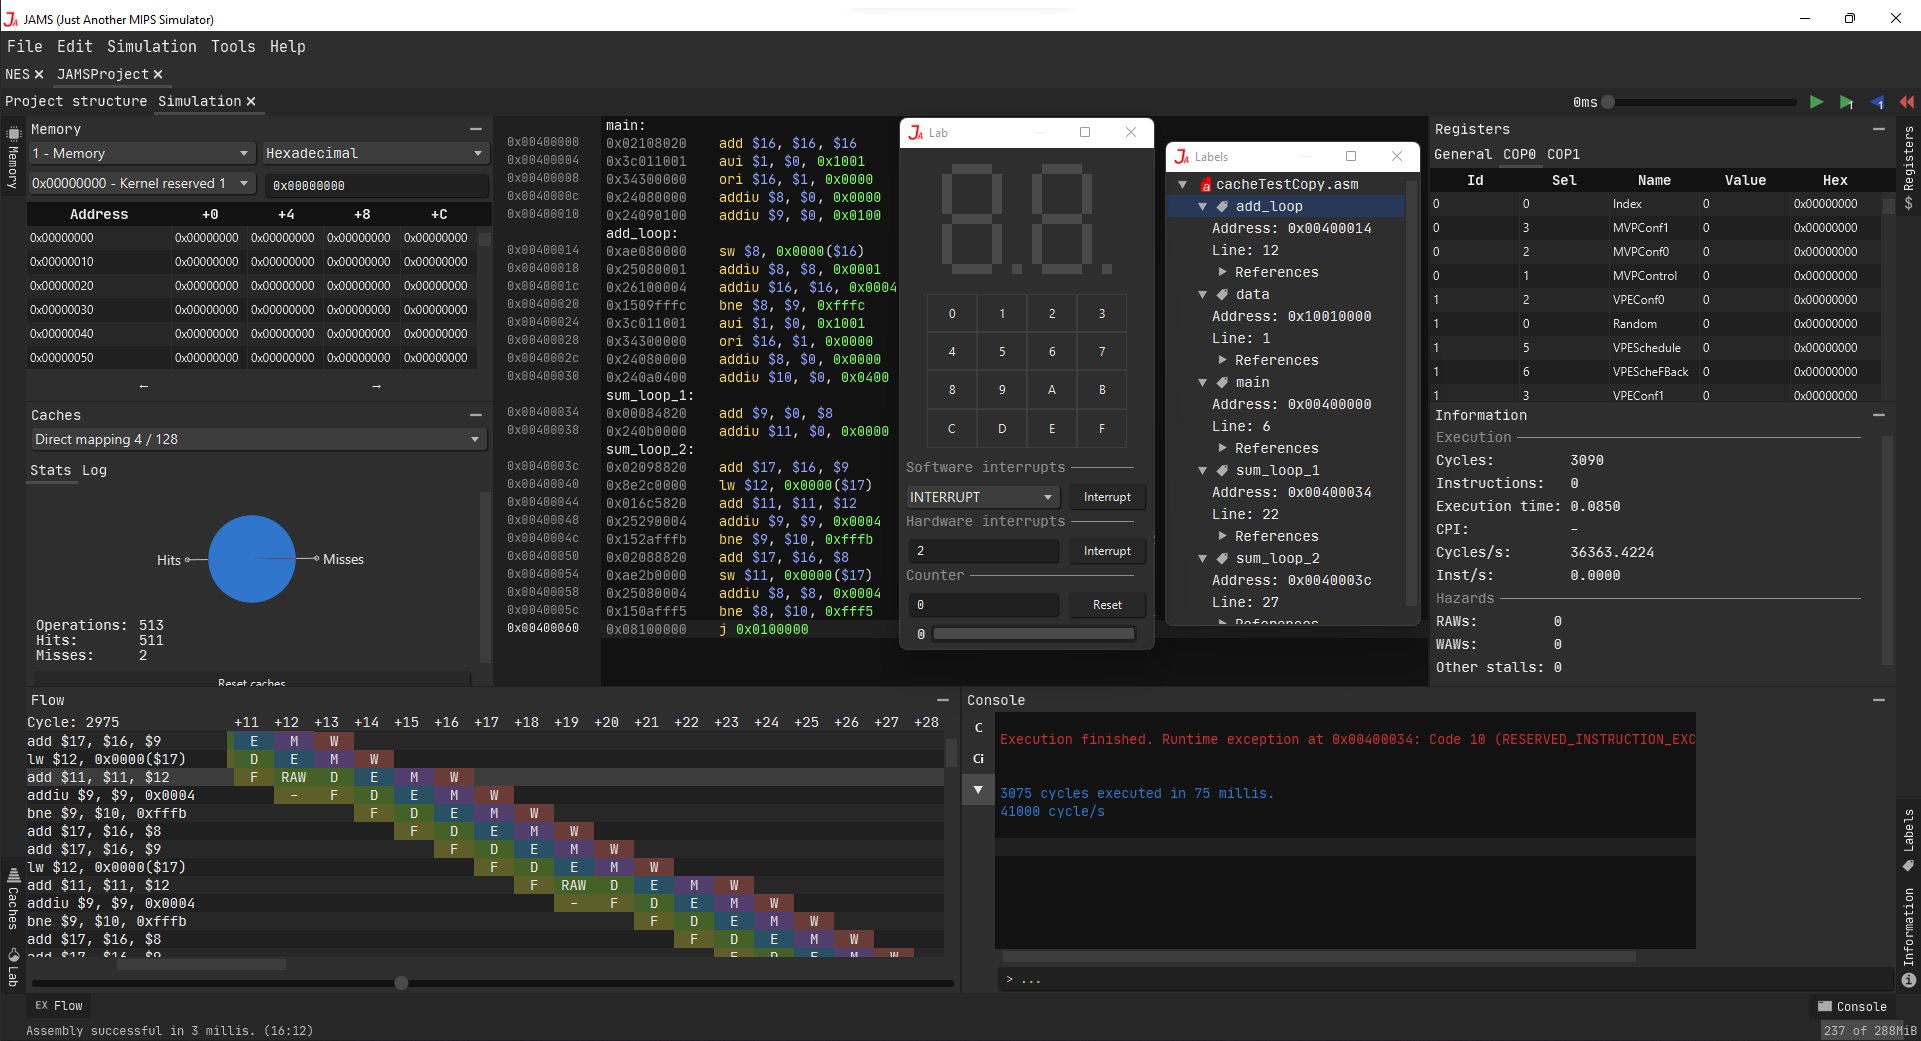 JAMS (Just Another MIPS Simulator)
File Edit Simulation Tools Help
NES JAMSProject
Project structure Simulation
0ms
Memory
Memory
1 - Memory Hexadecimal
0x00000000 - Kernel reserved 1 0x00000000
Address +0 +4 +8 +C
0x00000000 0x00000000 0x00000000 0x00000000 0x00000000
0x00000010 0x00000000 0x00000000 0x00000000 0x00000000
0x00000020 0x00000000 0x00000000 0x00000000 0x00000000
0x00000030 0x00000000 0x00000000 0x00000000 0x00000000
0x00000040 0x00000000 0x00000000 0x00000000 0x00000000
0x00000050 0x00000000 0x00000000 0x00000000 0x00000000
← →
Caches
Direct mapping 4 / 128
Stats Log
Hits Misses
Operations: 513
Hits: 511
Misses: 2
Reset caches
main:
0x00400000 0x02108020 add $16, $16, $16
0x00400004 0x3c011001 aui $1, $0, 0x1001
0x00400008 0x34300000 ori $16, $1, 0x0000
0x0040000c 0x24080000 addiu $8, $0, 0x0000
0x00400010 0x24090100 addiu $9, $0, 0x0100
add_loop:
0x00400014 0xae080000 sw $8, 0x0000($16)
0x00400018 0x25080001 addiu $8, $8, 0x0001
0x0040001c 0x26100004 addiu $16, $16, 0x0004
0x00400020 0x1509fffc bne $8, $9, 0xfffc
0x00400024 0x3c011001 aui $1, $0, 0x1001
0x00400028 0x34300000 ori $16, $1, 0x0000
0x0040002c 0x24080000 addiu $8, $0, 0x0000
0x00400030 0x240a0400 addiu $10, $0, 0x0400
sum_loop_1:
0x00400034 0x00084820 add $9, $0, $8
0x00400038 0x240b0000 addiu $11, $0, 0x0000
sum_loop_2:
0x0040003c 0x02098820 add $17, $16, $9
0x00400040 0x8e2c0000 lw $12, 0x0000($17)
0x00400044 0x016c5820 add $11, $11, $12
0x00400048 0x25290004 addiu $9, $9, 0x0004
0x0040004c 0x152afffb bne $9, $10, 0xfffb
0x00400050 0x02088820 add $17, $16, $8
0x00400054 0xae2b0000 sw $11, 0x0000($17)
0x00400058 0x25080004 addiu $8, $8, 0x0004
0x0040005c 0x150afff5 bne $8, $10, 0xfff5
0x00400060 0x08100000 j 0x0100000
Lab
0 1 2 3
4 5 6 7
8 9 A B
C D E F
Software interrupts
INTERRUPT Interrupt
Hardware interrupts
2 Interrupt
Counter
0 Reset
0
Labels
cacheTestCopy.asm
add_loop
Address: 0x00400014
Line: 12
References
data
Address: 0x10010000
Line: 1
References
main
Address: 0x00400000
Line: 6
References
sum_loop_1
Address: 0x00400034
Line: 22
References
sum_loop_2
Address: 0x0040003c
Line: 27
References
Registers
General COP0 COP1
Id Sel Name Value Hex
0 0 Index 0 0x00000000
0 3 MVPConf1 0 0x00000000
0 2 MVPConf0 0 0x00000000
0 1 MVPControl 0 0x00000000
1 2 VPEConf0 0 0x00000000
1 0 Random 0 0x00000000
1 5 VPESchedule 0 0x00000000
1 6 VPEScheFBack 0 0x00000000
1 3 VPEConf1 0 0x00000000
Information
Execution
Cycles: 3090
Instructions: 0
Execution time: 0.0850
CPI: -
Cycles/s: 36363.4224
Inst/s: 0.0000
Hazards
RAWs: 0
WAWs: 0
Other stalls: 0
Registers $
Flow
Cycle: 2975 +11 +12 +13 +14 +15 +16 +17 +18 +19 +20 +21 +22 +23 +24 +25 +26 +27 +28
add $17, $16, $9 E M W
lw $12, 0x0000($17) D E M W
add $11, $11, $12 F RAW D E M W
addiu $9, $9, 0x0004 - F D E M W
bne $9, $10, 0xfffb F D E M W
add $17, $16, $8 F D E M W
add $17, $16, $9 F D E M W
lw $12, 0x0000($17) F D E M W
add $11, $11, $12 F RAW D E M W
addiu $9, $9, 0x0004 - F D E M W
bne $9, $10, 0xfffb F D E M W
add $17, $16, $8 F D E M W
add $17, $16, $9 F D E M W
Caches
Lab
Console
C
Ci
Execution finished. Runtime exception at 0x00400034: Code 10 (RESERVED_INSTRUCTION_EXC
3075 cycles executed in 75 millis.
41000 cycle/s
> ...
Labels
Information
EX Flow
Console
Assembly successful in 3 millis. (16:12)
237 of 288MiB